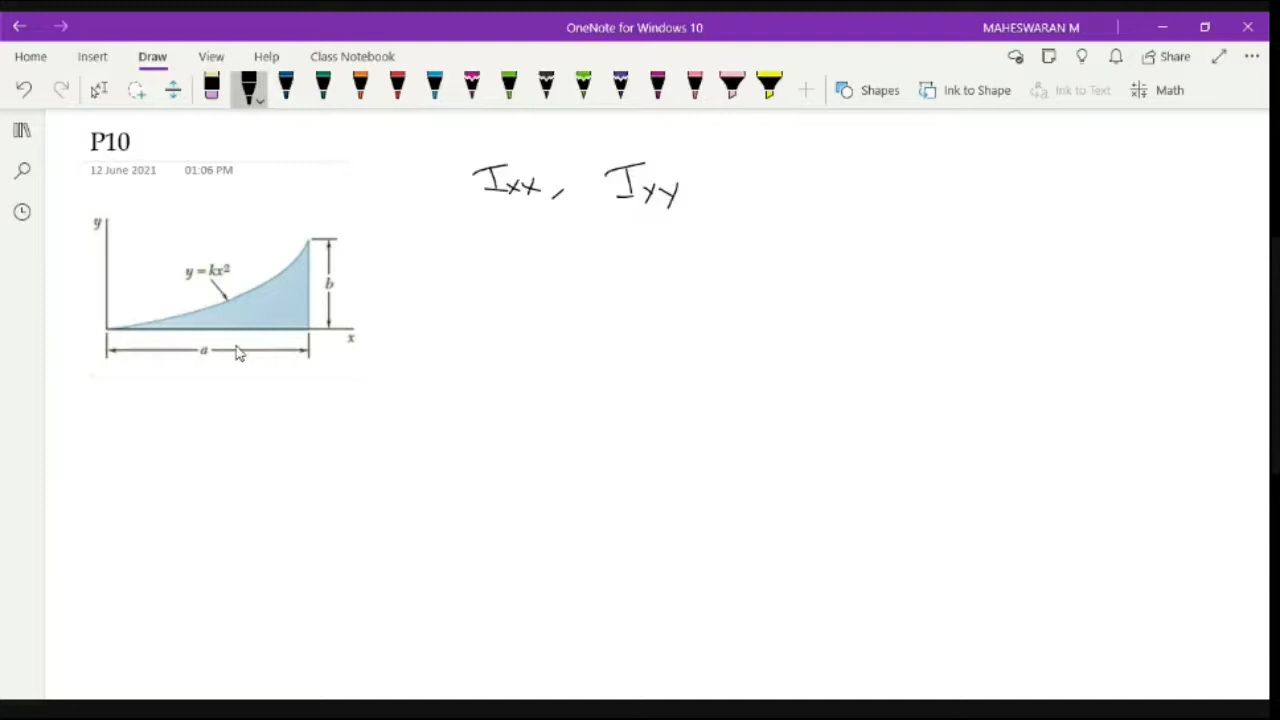 OneNote for Windows 10
MAHESWARAN M
Home Insert Draw View Help Class Notebook
Share
Shapes Ink to Shape Ink to Text Math
P10
12 June 2021 01:06 PM
Ixx, Iyy
y
y = kx²
b
x
a